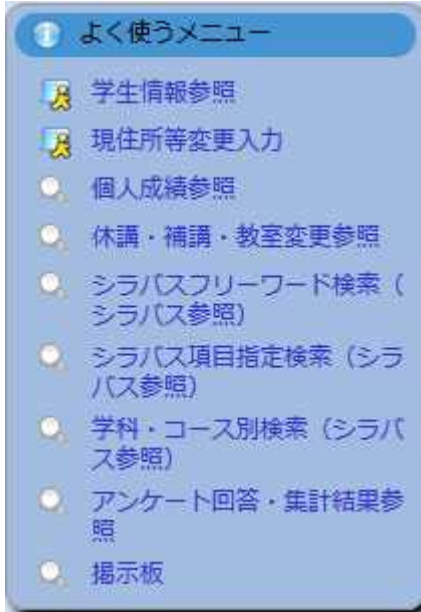 よく使うメニュー
学生情報参照
現住所等変更入力
個人成績参照
休講・補講・教室変更参照
シラバスフリーワード検索（
シラバス参照）
シラバス項目指定検索（シラ
バス参照）
学科・コース別検索（シラバ
ス参照）
アンケート回答・集計結果参
照
掲示板